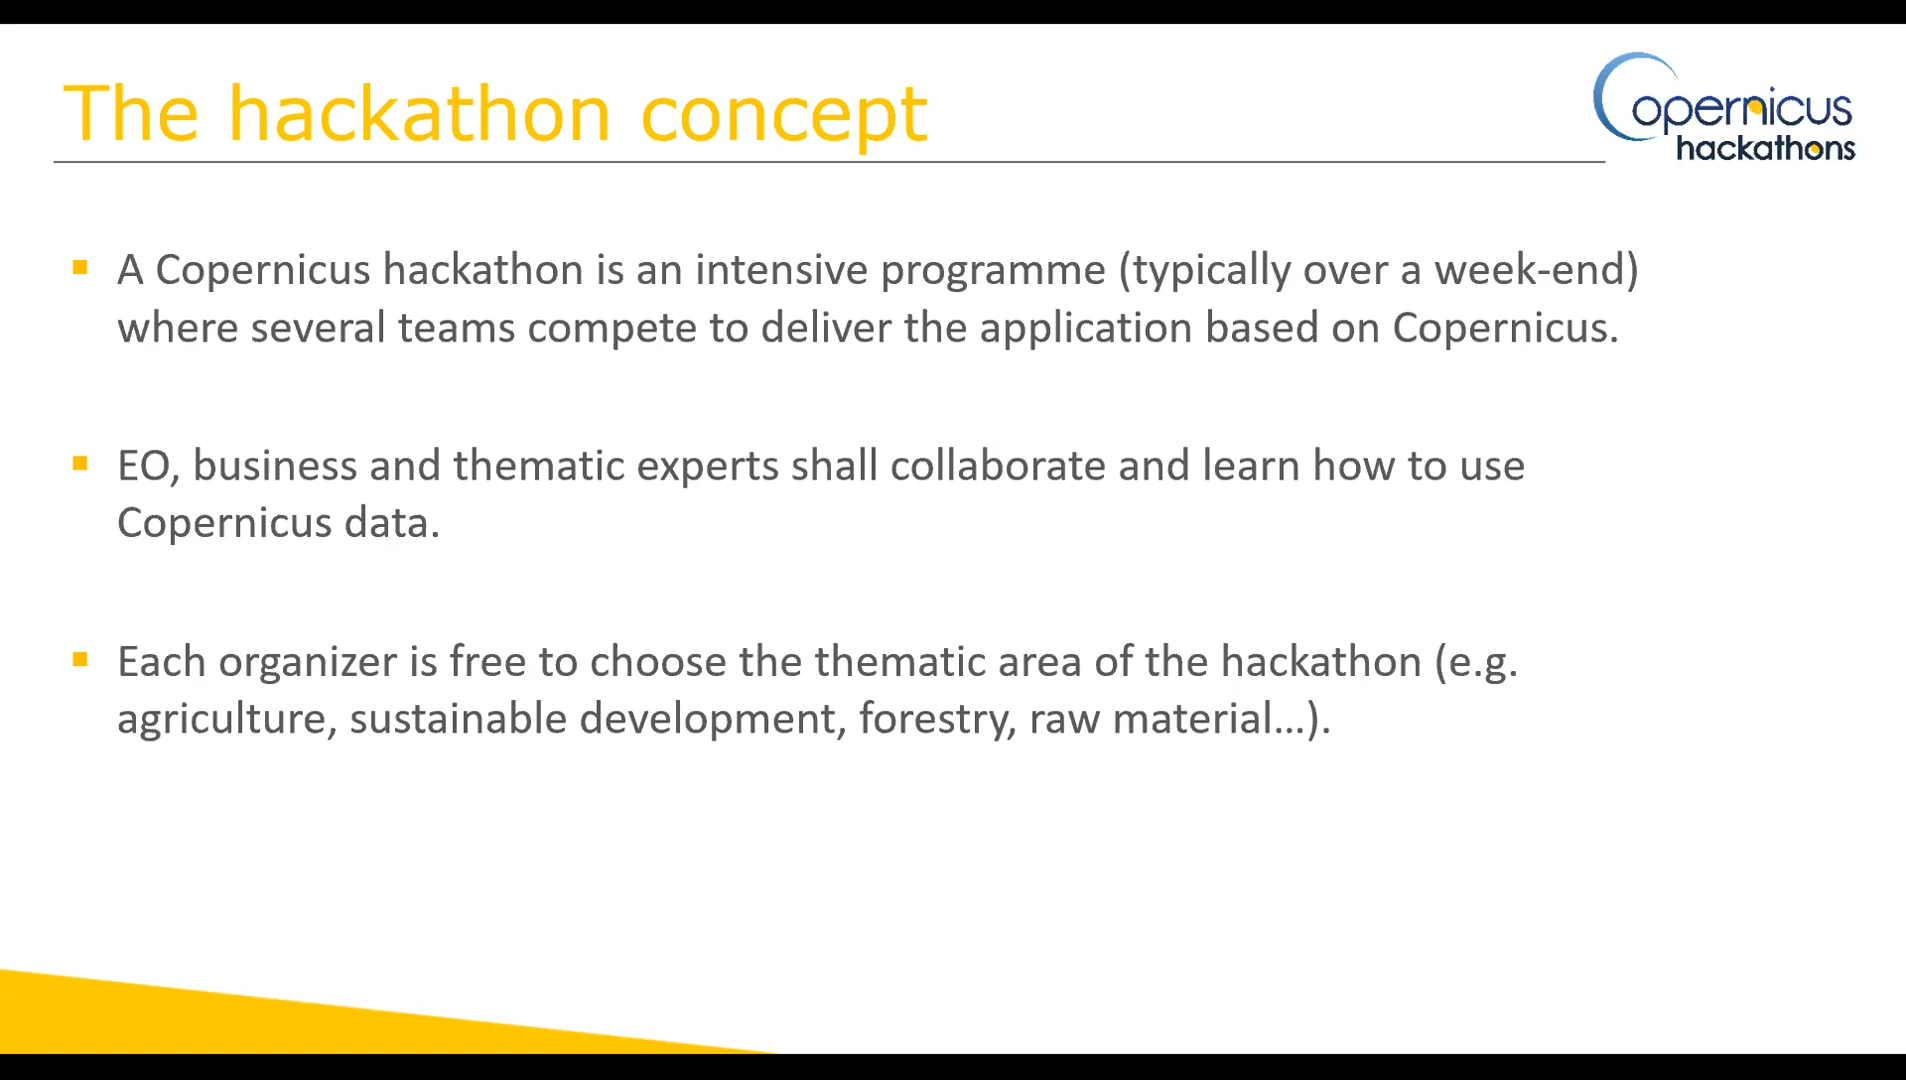 The hackathon concept
Copernicus
hackathons
A Copernicus hackathon is an intensive programme (typically over a week-end)
where several teams compete to deliver the application based on Copernicus.
EO, business and thematic experts shall collaborate and learn how to use
Copernicus data.
Each organizer is free to choose the thematic area of the hackathon (e.g.
agriculture, sustainable development, forestry, raw material...).